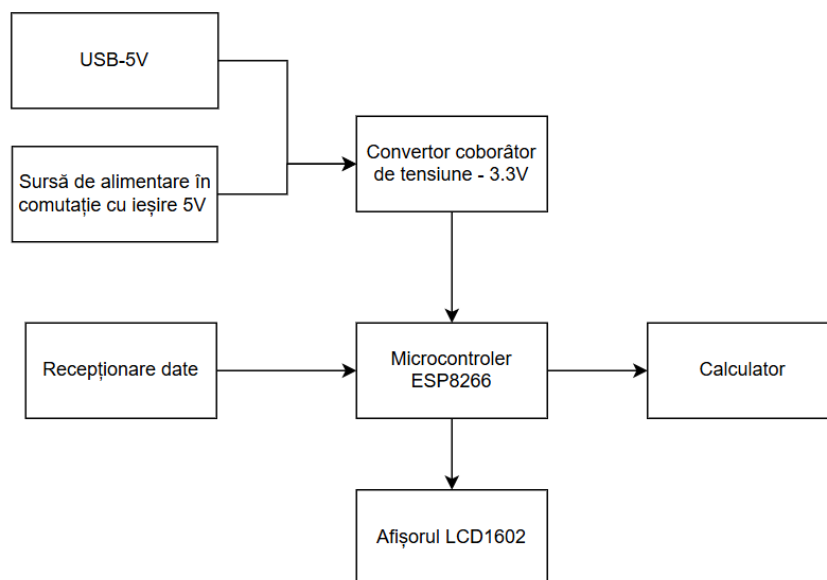 USB-5V
Sursă de alimentare în
comutație cu ieșire 5V
Convertor coborâtor
de tensiune - 3.3V
Recepționare date
Microcontroler
ESP8266
Calculator
Afișorul LCD1602